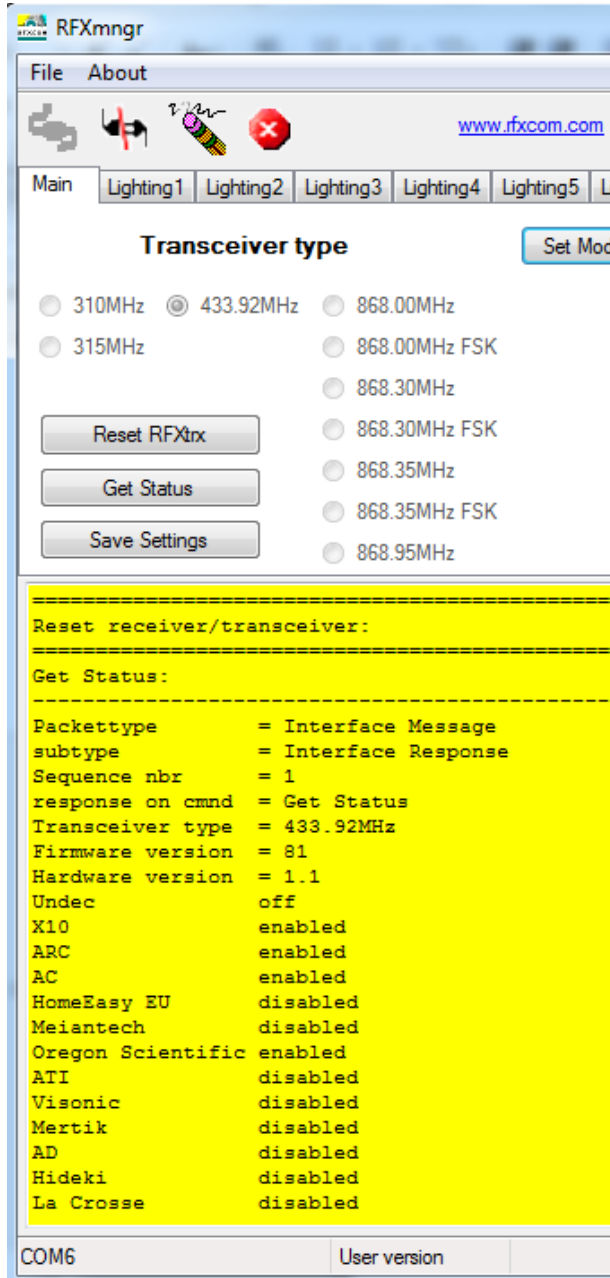 RFXmngr
File About
www.rfxcom.com
Main Lighting1 Lighting2 Lighting3 Lighting4 Lighting5 L
Transceiver type Set Mod
310MHz 433.92MHz 868.00MHz
315MHz 868.00MHz FSK
868.30MHz
Reset RFXtrx 868.30MHz FSK
868.35MHz
Get Status
868.35MHz FSK
Save Settings
868.95MHz
==============================================
Reset receiver/transceiver:
==============================================
Get Status:
----------------------------------------------
Packettype = Interface Message
subtype = Interface Response
Sequence nbr = 1
response on cmnd = Get Status
Transceiver type = 433.92MHz
Firmware version = 81
Hardware version = 1.1
Undec off
X10 enabled
ARC enabled
AC enabled
HomeEasy EU disabled
Meiantech disabled
Oregon Scientific enabled
ATI disabled
Visonic disabled
Mertik disabled
AD disabled
Hideki disabled
La Crosse disabled
COM6 User version